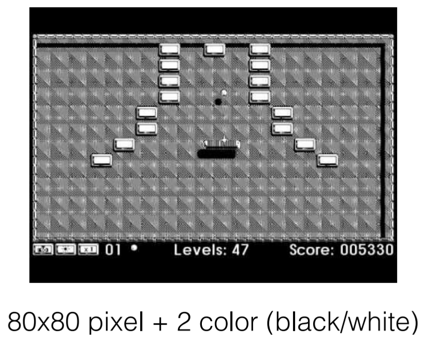 01 Levels: 47 Score: 005330
80x80 pixel + 2 color (black/white)